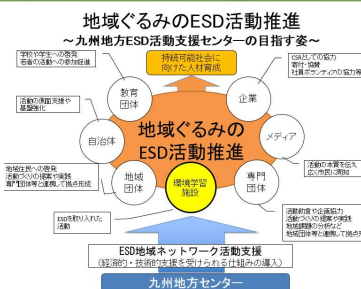 地域ぐるみのESD活動推進
~九州地方ESD活動支援センターの目指す姿~
学校や学生への啓発
若者の活動への参加促進
持続可能社会に
向けた人材育成
CSRとしての協力
寄付・協賛
社員ボランティアの協力等
教育
団体
企業
活動の側面支援や
基盤強化
自治体
地域ぐるみの
ESD活動推進
メディア
活動の本質を伝え
広く市民に周知
地域住民への啓発
活動づくりの提案や実践
専門団体等と連携して拠点形成
地域
団体
環境学習
施設
専門
団体
ESDを取り入れた
活動
活動助言や企画協力
活動づくりの提案や実践
地域課題の分析など
地域団体等と連携して拠点形
ESD地域ネットワーク活動支援
(経済的・技術的支援を受けられる仕組みの導入)
九州地方センター